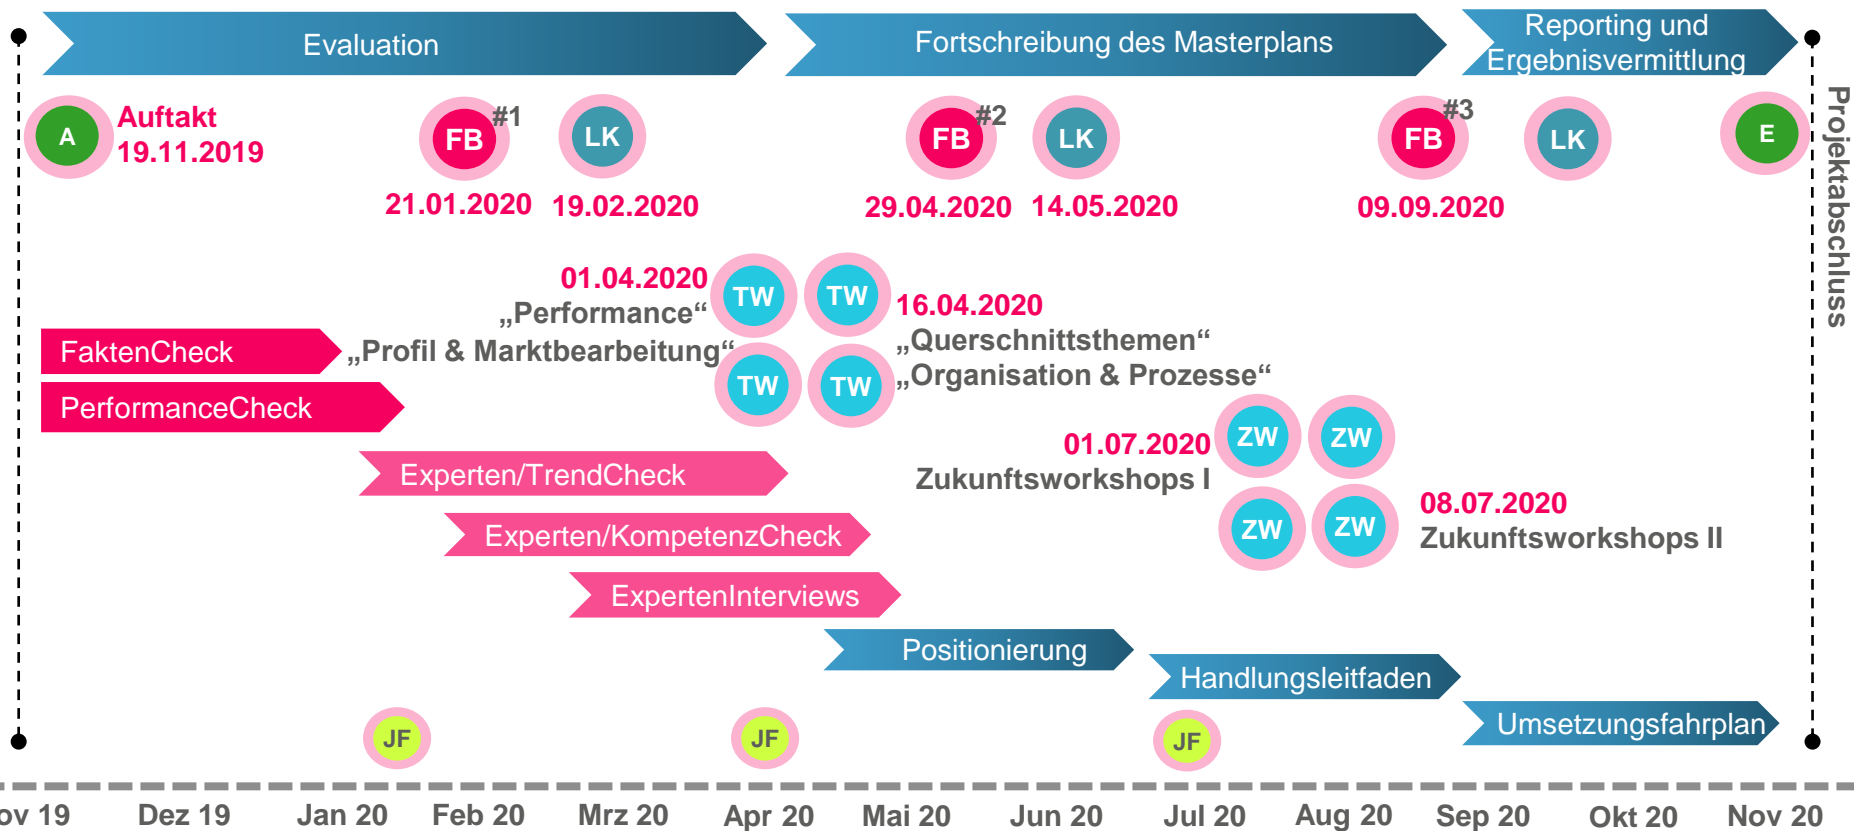 Evaluation
Fortschreibung des Masterplans
Reporting und
Ergebnisvermittlung
A
Auftakt
19.11.2019
FB
#1
21.01.2020
LK
19.02.2020
FB
#2
29.04.2020
LK
14.05.2020
FB
#3
09.09.2020
LK
E
Projektabschluss
01.04.2020
„Performance“
„Profil & Marktbearbeitung“
TW
TW
TW
TW
16.04.2020
„Querschnittsthemen“
„Organisation & Prozesse“
FaktenCheck
PerformanceCheck
Experten/TrendCheck
Experten/KompetenzCheck
ExpertenInterviews
01.07.2020
Zukunftsworkshops I
ZW
ZW
ZW
ZW
08.07.2020
Zukunftsworkshops II
Positionierung
Handlungsleitfaden
Umsetzungsfahrplan
JF
JF
JF
ov 19
Dez 19
Jan 20
Feb 20
Mrz 20
Apr 20
Mai 20
Jun 20
Jul 20
Aug 20
Sep 20
Okt 20
Nov 20